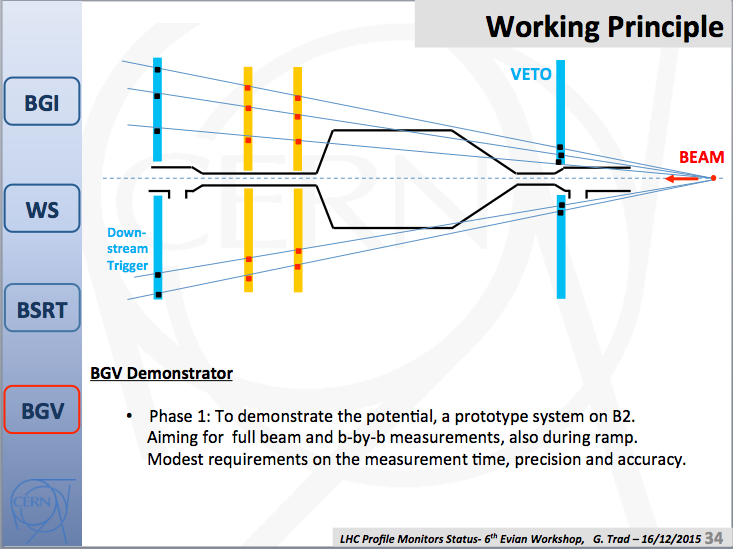 Working Principle
BGI
WS
BSRT
BGV
CERN
VETO
BEAM
Down-
stream
Trigger
CERN
BGV Demonstrator
• Phase 1: To demonstrate the potential, a prototype system on B2.
Aiming for full beam and b-by-b measurements, also during ramp.
Modest requirements on the measurement time, precision and accuracy.
LHC Profile Monitors Status- 6th Evian Workshop, G. Trad – 16/12/2015 34